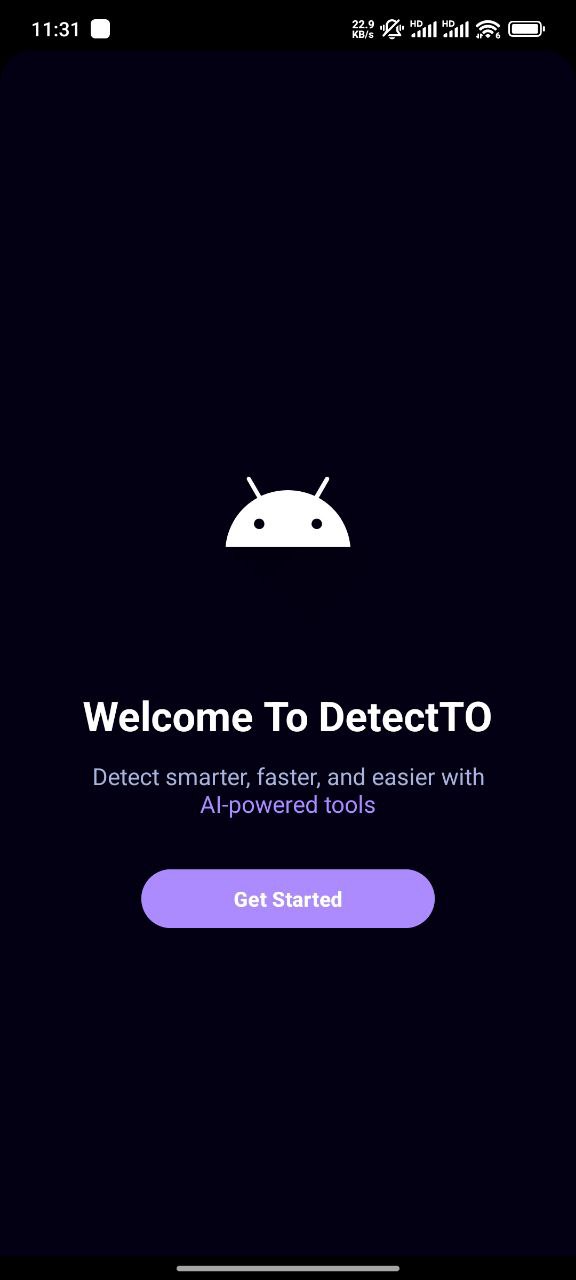 11:31
22.9
KB/s
HD
HD
6
Welcome To DetectTO
Detect smarter, faster, and easier with
AI-powered tools
Get Started